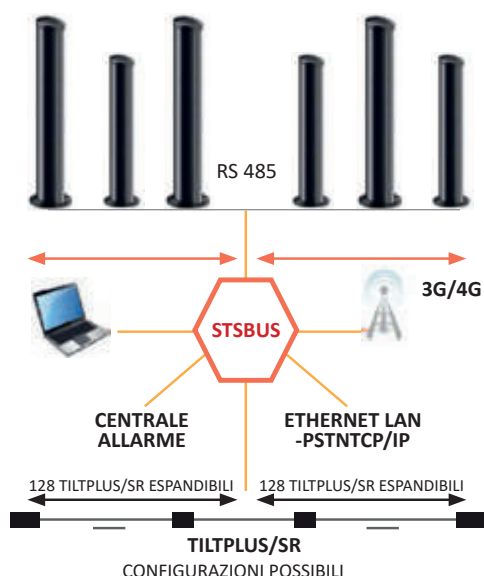 RS 485
3G/4G
STSBUS
CENTRALE
ALLARME
ETHERNET LAN
-PSTNTCP/IP
128 TILTPLUS/SR ESPANDIBILI
128 TILTPLUS/SR ESPANDIBILI
TILTPLUS/SR
CONFIGURAZIONI POSSIBILI